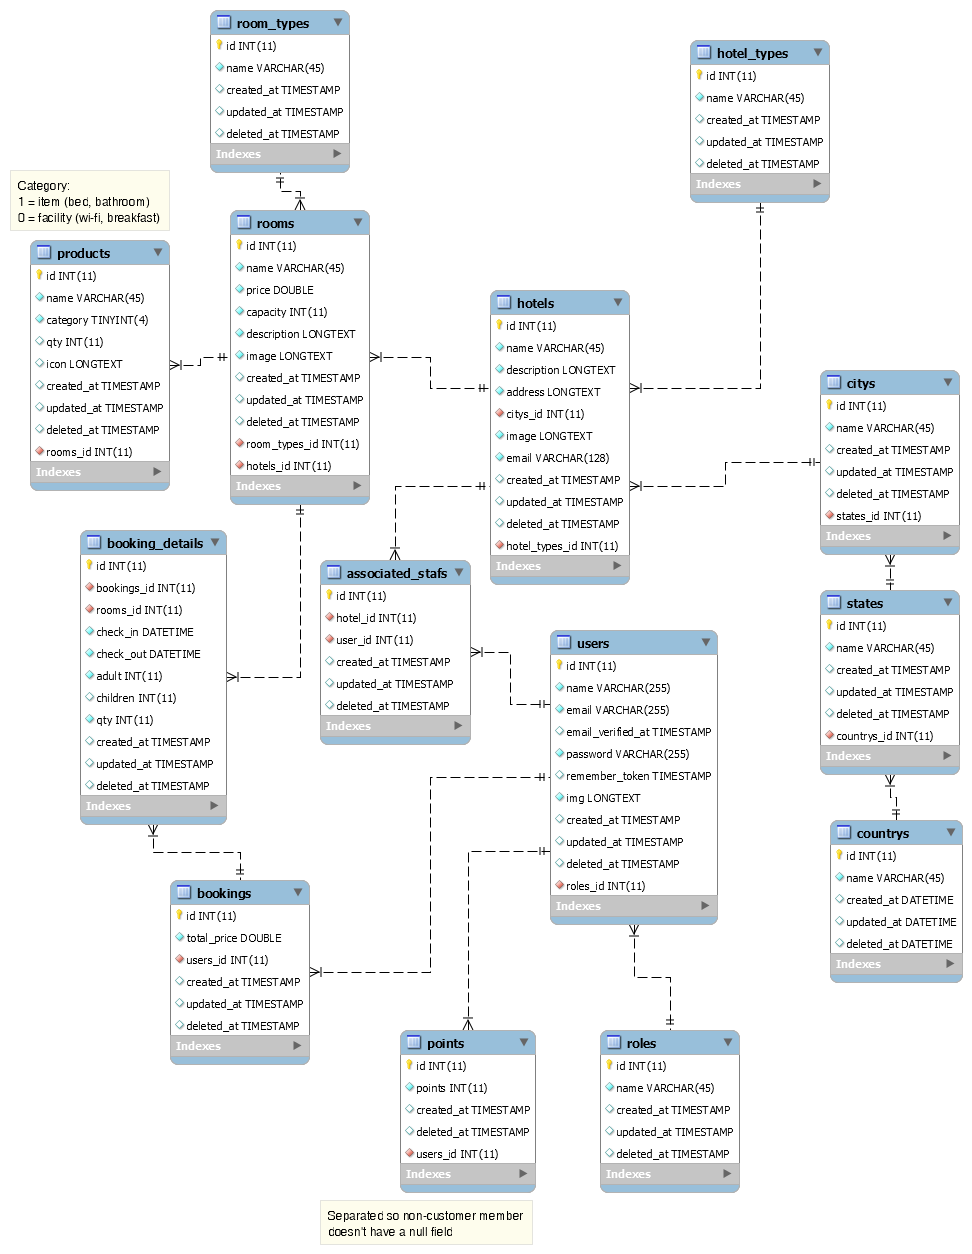 room_types
id INT(11)
name VARCHAR(45)
created_at TIMESTAMP
updated_at TIMESTAMP
deleted_at TIMESTAMP
Indexes
hotel_types
id INT(11)
name VARCHAR(45)
created_at TIMESTAMP
updated_at TIMESTAMP
deleted_at TIMESTAMP
Indexes
Category:
1 = item (bed, bathroom)
0 = facility (wi-fi, breakfast)
products
id INT(11)
name VARCHAR(45)
category TINYINT(4)
qty INT(11)
icon LONGTEXT
created_at TIMESTAMP
updated_at TIMESTAMP
deleted_at TIMESTAMP
rooms_id INT(11)
Indexes
rooms
id INT(11)
name VARCHAR(45)
price DOUBLE
capacity INT(11)
description LONGTEXT
image LONGTEXT
created_at TIMESTAMP
updated_at TIMESTAMP
deleted_at TIMESTAMP
room_types_id INT(11)
hotels_id INT(11)
Indexes
hotels
id INT(11)
name VARCHAR(45)
description LONGTEXT
address LONGTEXT
citys_id INT(11)
image LONGTEXT
email VARCHAR(128)
created_at TIMESTAMP
updated_at TIMESTAMP
deleted_at TIMESTAMP
hotel_types_id INT(11)
Indexes
citys
id INT(11)
name VARCHAR(45)
created_at TIMESTAMP
updated_at TIMESTAMP
deleted_at TIMESTAMP
states_id INT(11)
Indexes
booking_details
id INT(11)
bookings_id INT(11)
rooms_id INT(11)
check_in DATETIME
check_out DATETIME
adult INT(11)
children INT(11)
qty INT(11)
created_at TIMESTAMP
updated_at TIMESTAMP
deleted_at TIMESTAMP
Indexes
associated_stafs
id INT(11)
hotel_id INT(11)
user_id INT(11)
created_at TIMESTAMP
updated_at TIMESTAMP
deleted_at TIMESTAMP
Indexes
users
id INT(11)
name VARCHAR(255)
email VARCHAR(255)
email_verified_at TIMESTAMP
password VARCHAR(255)
remember_token TIMESTAMP
img LONGTEXT
created_at TIMESTAMP
updated_at TIMESTAMP
deleted_at TIMESTAMP
roles_id INT(11)
Indexes
states
id INT(11)
name VARCHAR(45)
created_at TIMESTAMP
updated_at TIMESTAMP
deleted_at TIMESTAMP
countrys_id INT(11)
Indexes
countrys
id INT(11)
name VARCHAR(45)
created_at DATETIME
updated_at DATETIME
deleted_at DATETIME
Indexes
bookings
id INT(11)
total_price DOUBLE
users_id INT(11)
created_at TIMESTAMP
updated_at TIMESTAMP
deleted_at TIMESTAMP
Indexes
points
id INT(11)
points INT(11)
created_at TIMESTAMP
deleted_at TIMESTAMP
users_id INT(11)
Indexes
roles
id INT(11)
name VARCHAR(45)
created_at TIMESTAMP
updated_at TIMESTAMP
deleted_at TIMESTAMP
Indexes
Separated so non-customer member
doesn't have a null field